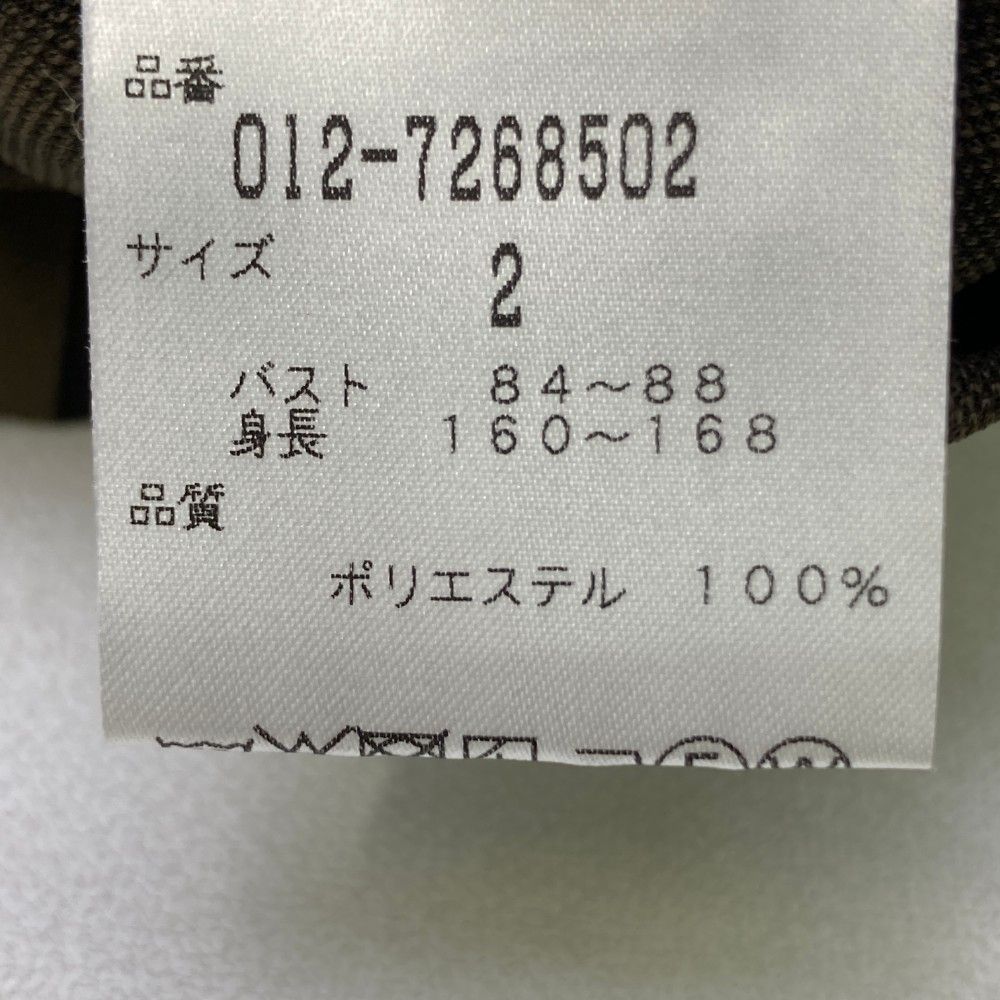 品番
012-7268502
サイズ 2
バスト 84～88
身長 160～168
品質
ポリエステル 100%